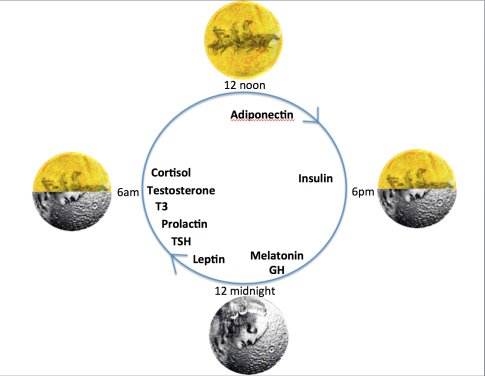 12 noon
Adiponectin
Cortisol
Insulin
6am
Testosterone
6pm
T3
Prolactin
TSH
Leptin
Melatonin
GH
12 midnight